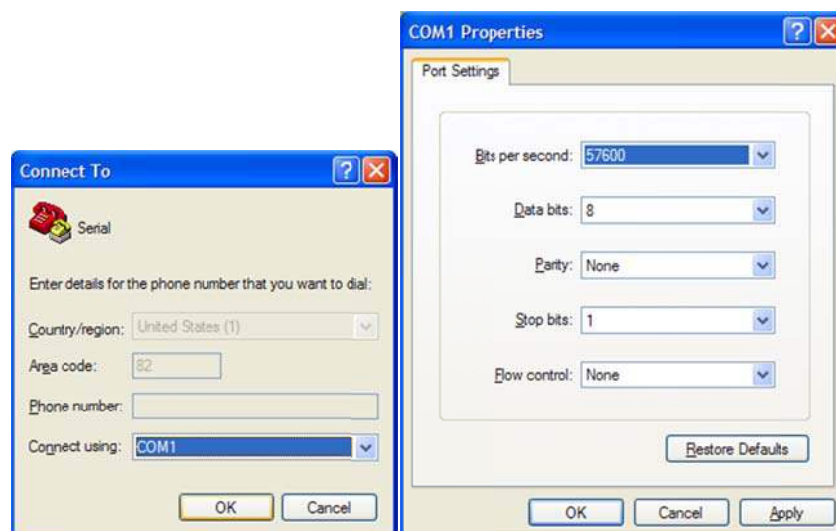 Connect To
Serial
Enter details for the phone number that you want to dial:
Country/region: United States (1)
Area code: 82
Phone number:
Connect using: COM1
OK Cancel
COM1 Properties
Port Settings
Bits per second: 57600
Data bits: 8
Parity: None
Stop bits: 1
Flow control: None
Restore Defaults
OK Cancel Apply